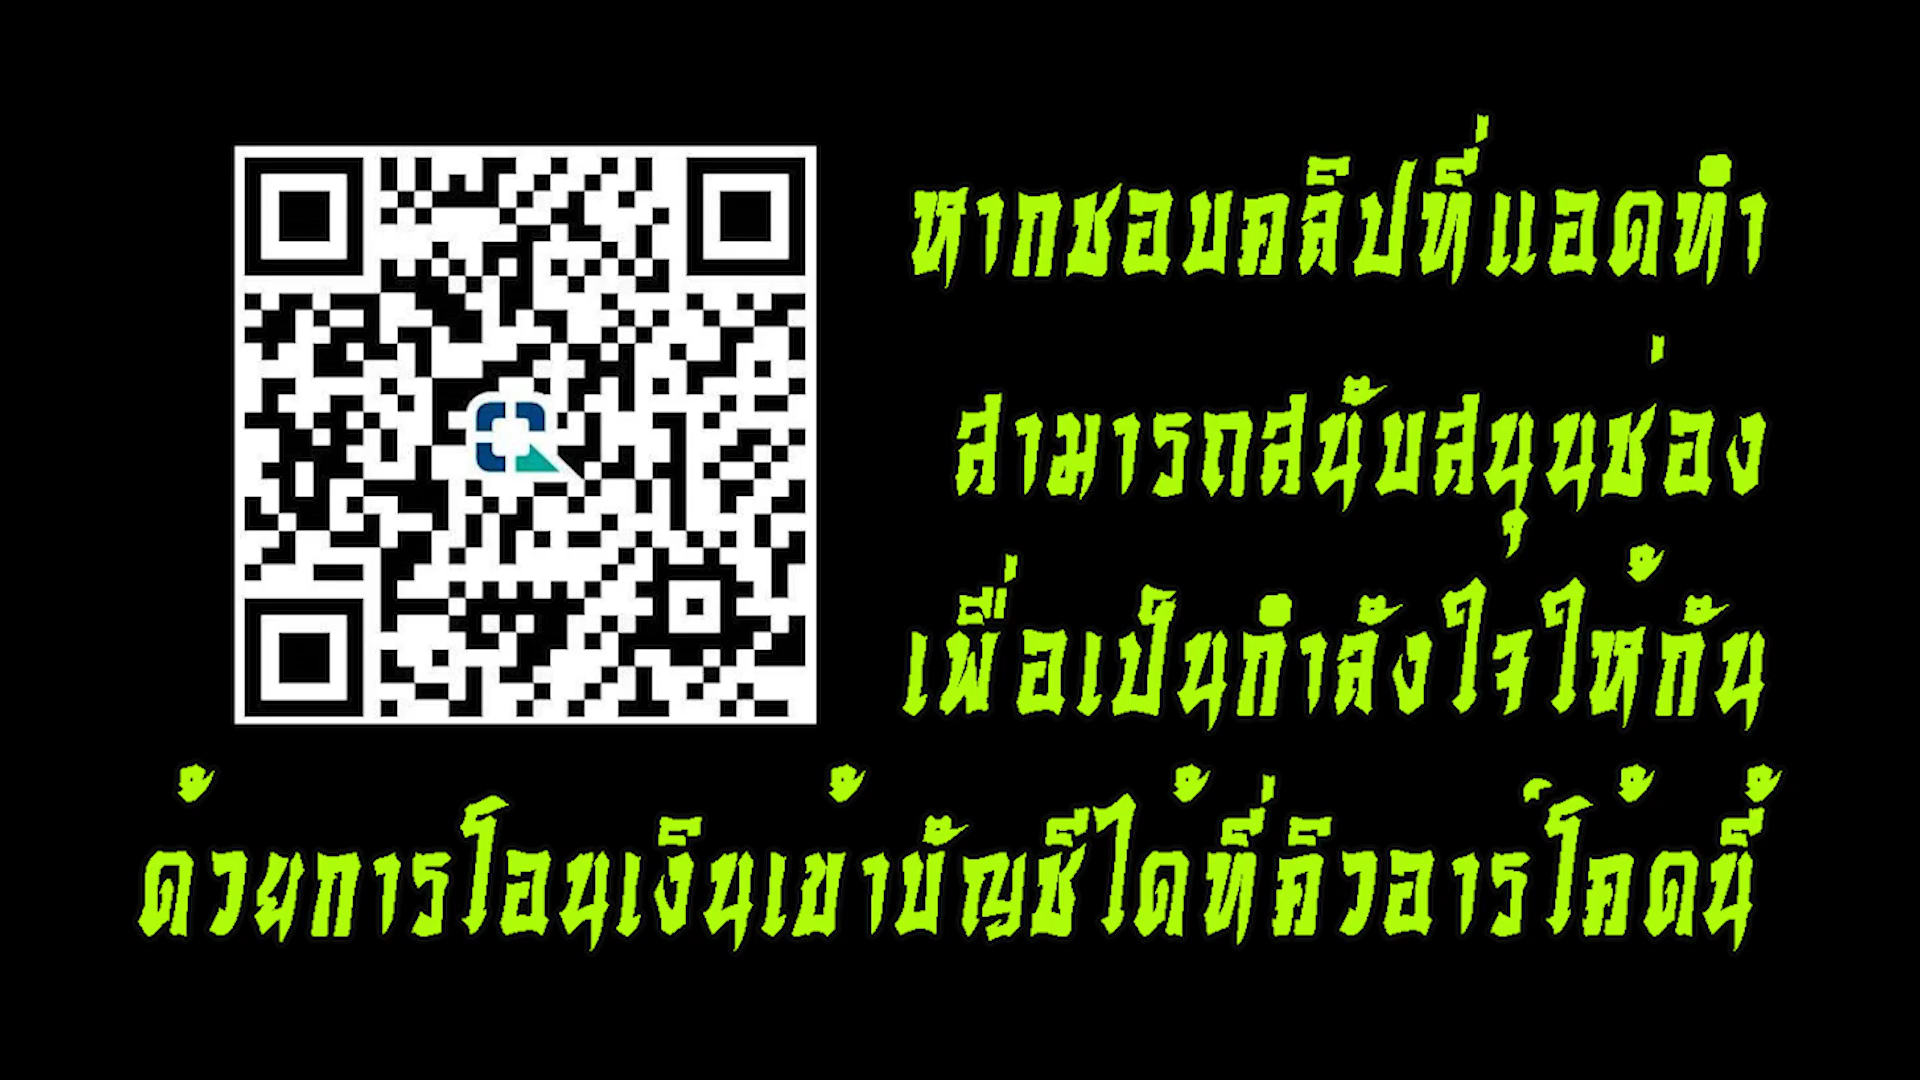 หากชอบคลิปที่แอดทำ
สามารถสนับสนุนช่อง
เพื่อเป็นกำลังใจให้กัน
ด้วยการโอนเงินเข้าบัญชีได้ที่คิวอาร์โค้ดนี้